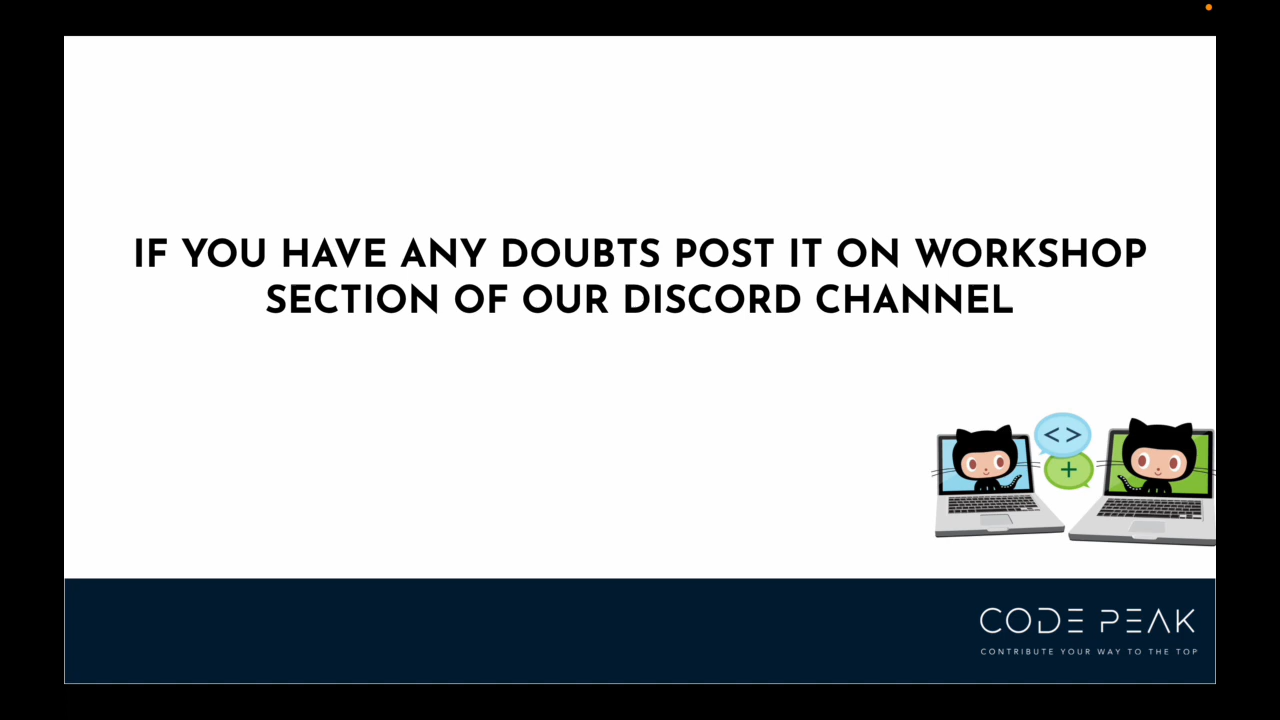 IF YOU HAVE ANY DOUBTS POST IT ON WORKSHOP
SECTION OF OUR DISCORD CHANNEL
<>
+
CODE PEAK
CONTRIBUTE YOUR WAY TO THE TOP